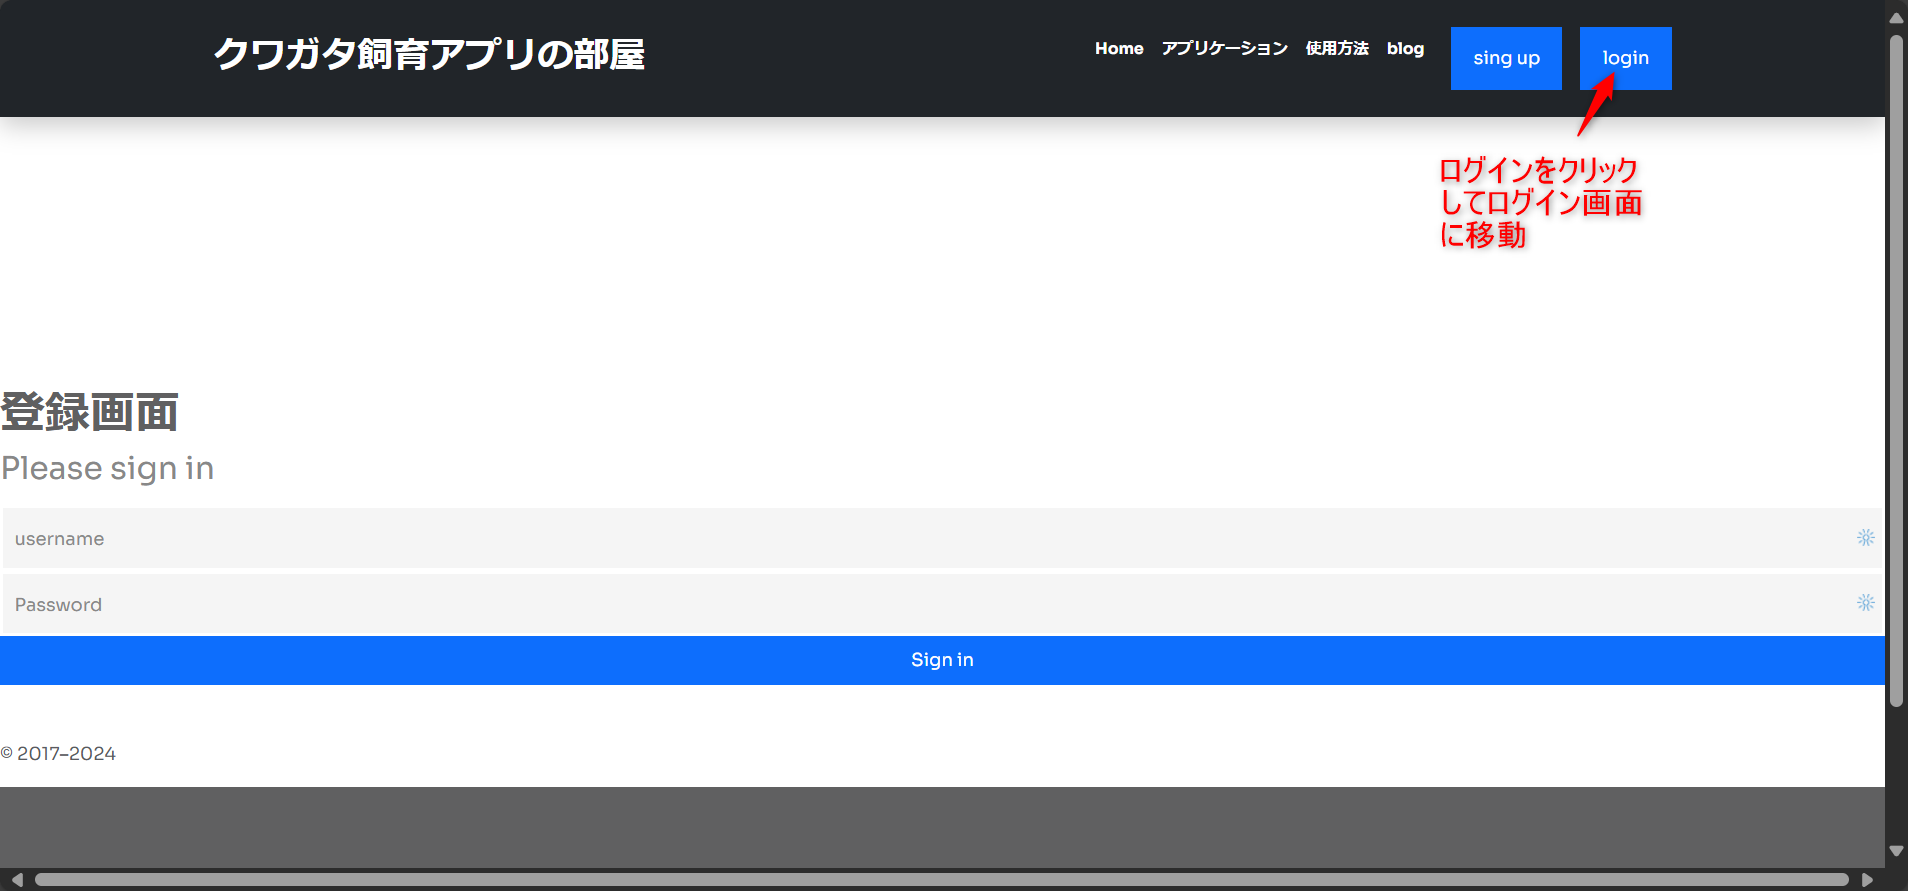 クワガタ飼育アプリの部屋
Home アプリケーション 使用方法 blog sing up login
ログインをクリック
してログイン画面
に移動
登録画面
Please sign in
username
Password
Sign in
© 2017–2024